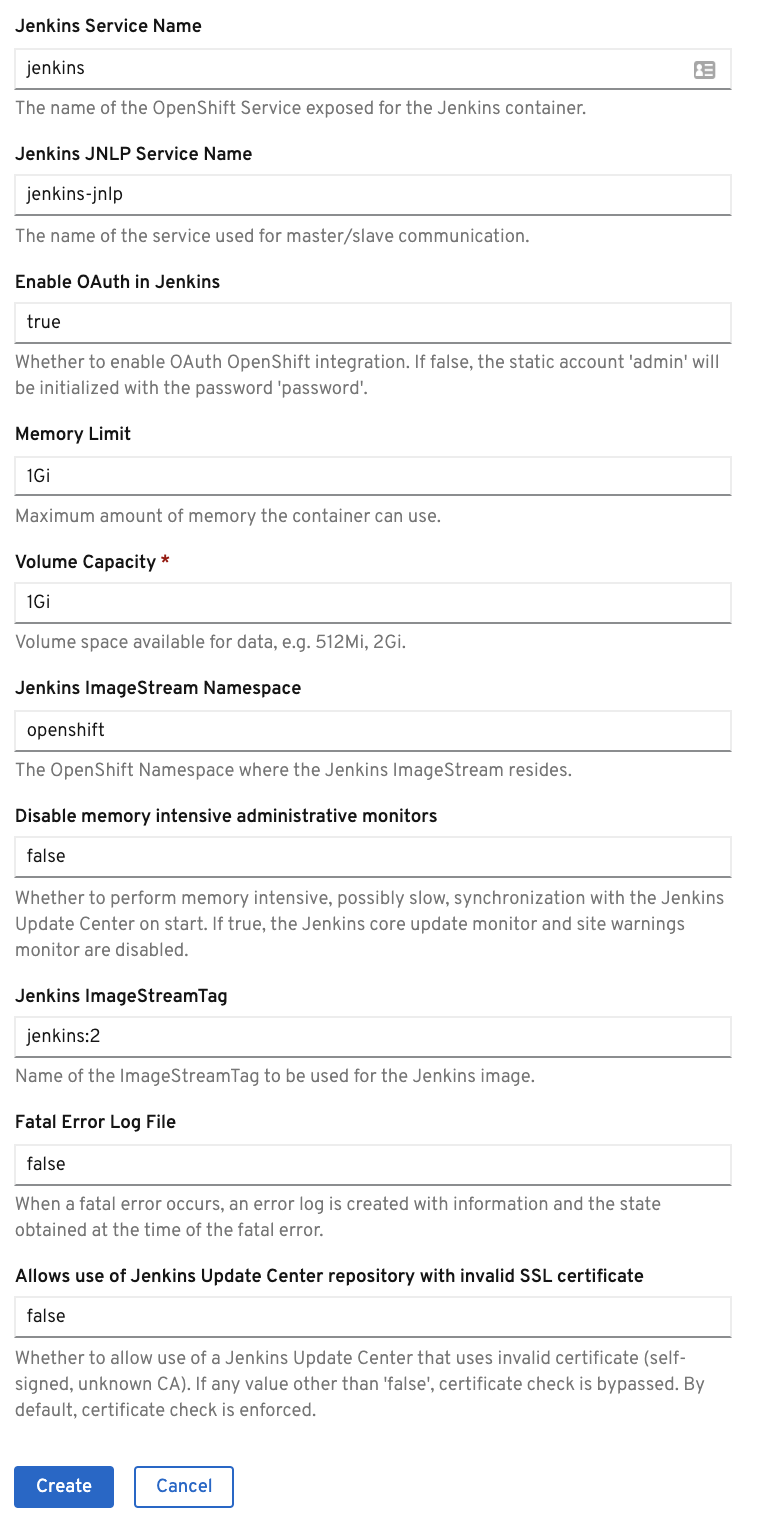 Jenkins Service Name
jenkins
The name of the OpenShift Service exposed for the Jenkins container.
Jenkins JNLP Service Name
jenkins-jnlp
The name of the service used for master/slave communication.
Enable OAuth in Jenkins
true
Whether to enable OAuth OpenShift integration. If false, the static account 'admin' will
be initialized with the password 'password'.
Memory Limit
1Gi
Maximum amount of memory the container can use.
Volume Capacity *
1Gi
Volume space available for data, e.g. 512Mi, 2Gi.
Jenkins ImageStream Namespace
openshift
The OpenShift Namespace where the Jenkins ImageStream resides.
Disable memory intensive administrative monitors
false
Whether to perform memory intensive, possibly slow, synchronization with the Jenkins
Update Center on start. If true, the Jenkins core update monitor and site warnings
monitor are disabled.
Jenkins ImageStreamTag
jenkins:2
Name of the ImageStreamTag to be used for the Jenkins image.
Fatal Error Log File
false
When a fatal error occurs, an error log is created with information and the state
obtained at the time of the fatal error.
Allows use of Jenkins Update Center repository with invalid SSL certificate
false
Whether to allow use of a Jenkins Update Center that uses invalid certificate (self-
signed, unknown CA). If any value other than 'false', certificate check is bypassed. By
default, certificate check is enforced.
Create Cancel